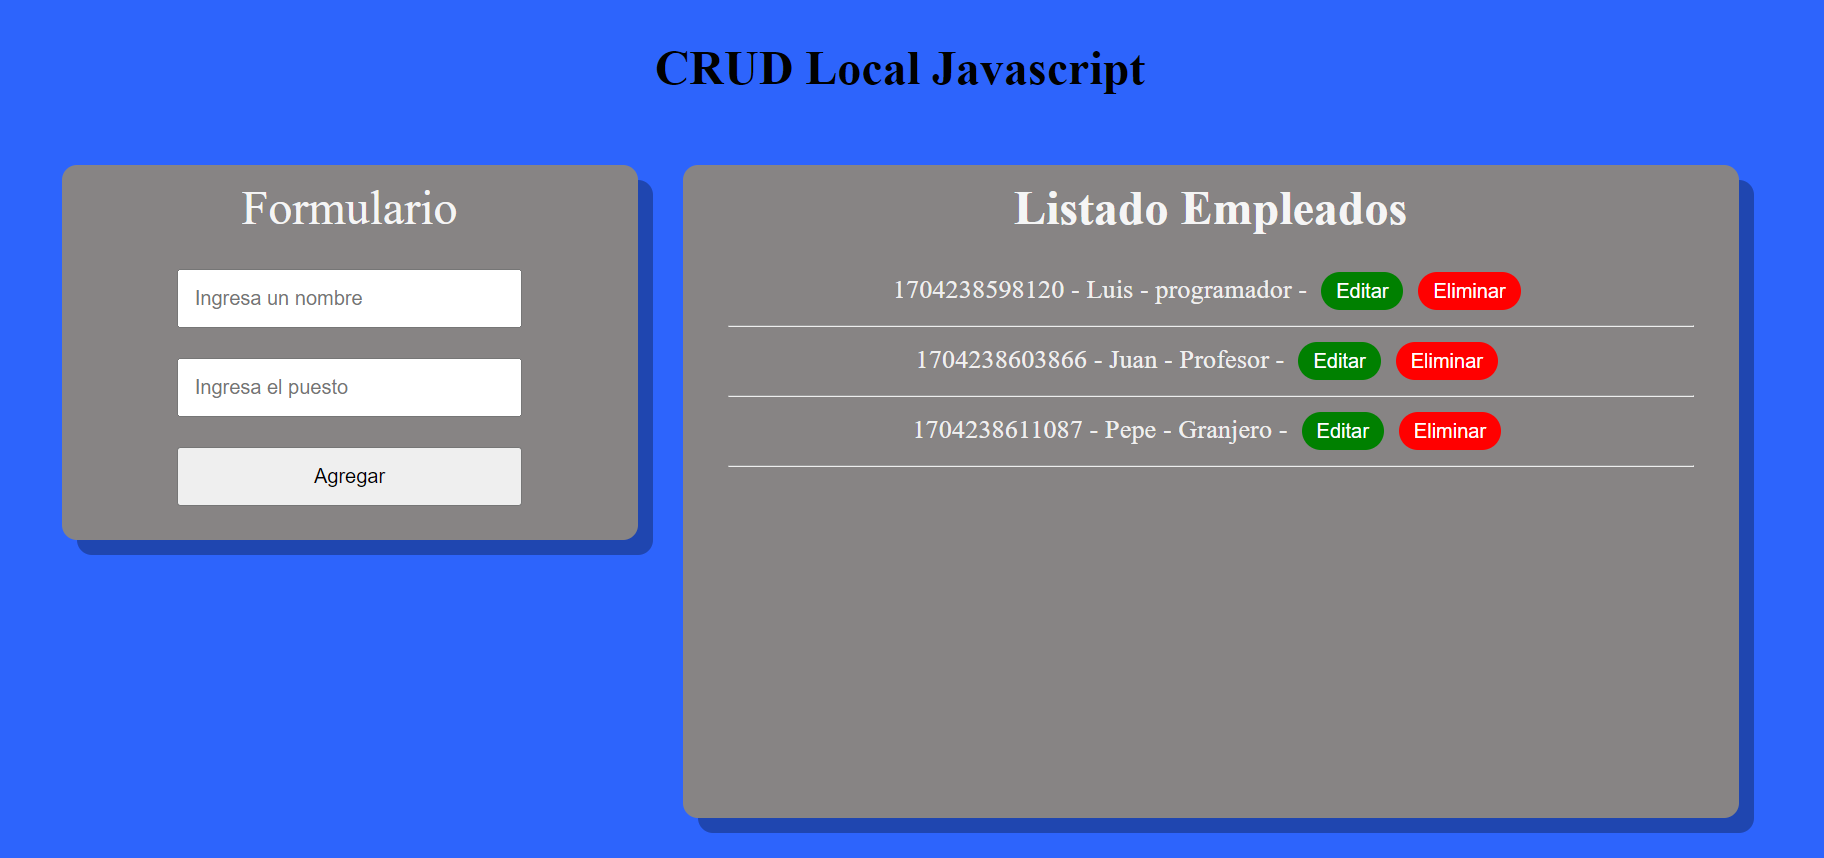 CRUD Local Javascript
Formulario
Ingresa un nombre
Ingresa el puesto
Agregar
Listado Empleados
1704238598120 - Luis - programador - Editar Eliminar
1704238603866 - Juan - Profesor - Editar Eliminar
1704238611087 - Pepe - Granjero - Editar Eliminar